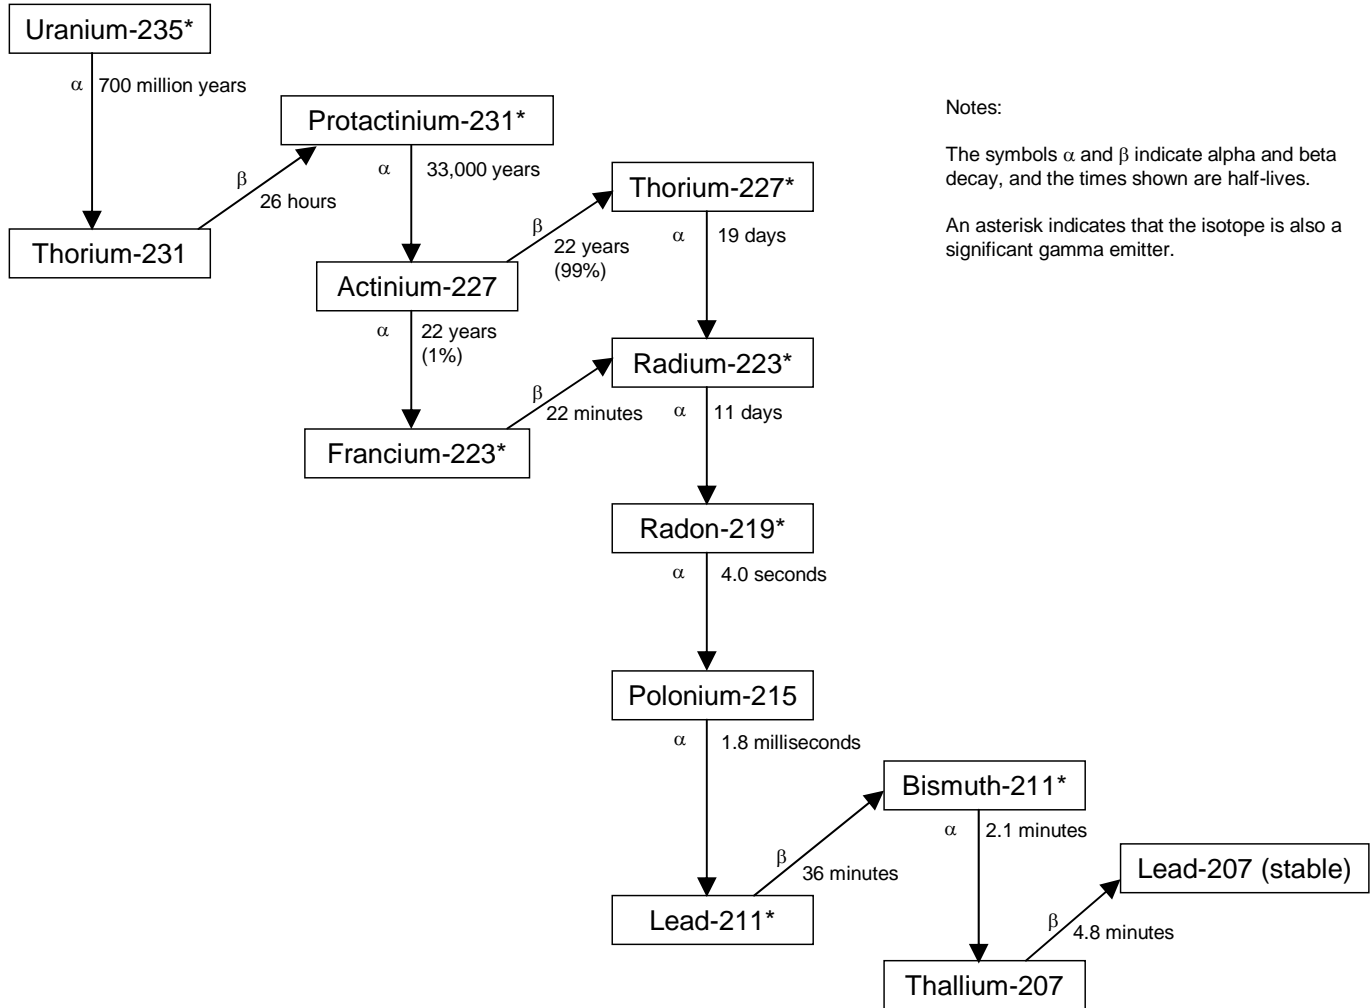 Uranium-235*
α 700 million years
Protactinium-231*
Notes:
The symbols α and β indicate alpha and beta
decay, and the times shown are half-lives.
An asterisk indicates that the isotope is also a
significant gamma emitter.
β
26 hours
α 33,000 years
Thorium-227*
Thorium-231
β
22 years
(99%)
α 19 days
Actinium-227
α 22 years
(1%)
Radium-223*
β
22 minutes
α 11 days
Francium-223*
Radon-219*
α 4.0 seconds
Polonium-215
α 1.8 milliseconds
Bismuth-211*
α 2.1 minutes
β
36 minutes
Lead-207 (stable)
Lead-211*
β
4.8 minutes
Thallium-207